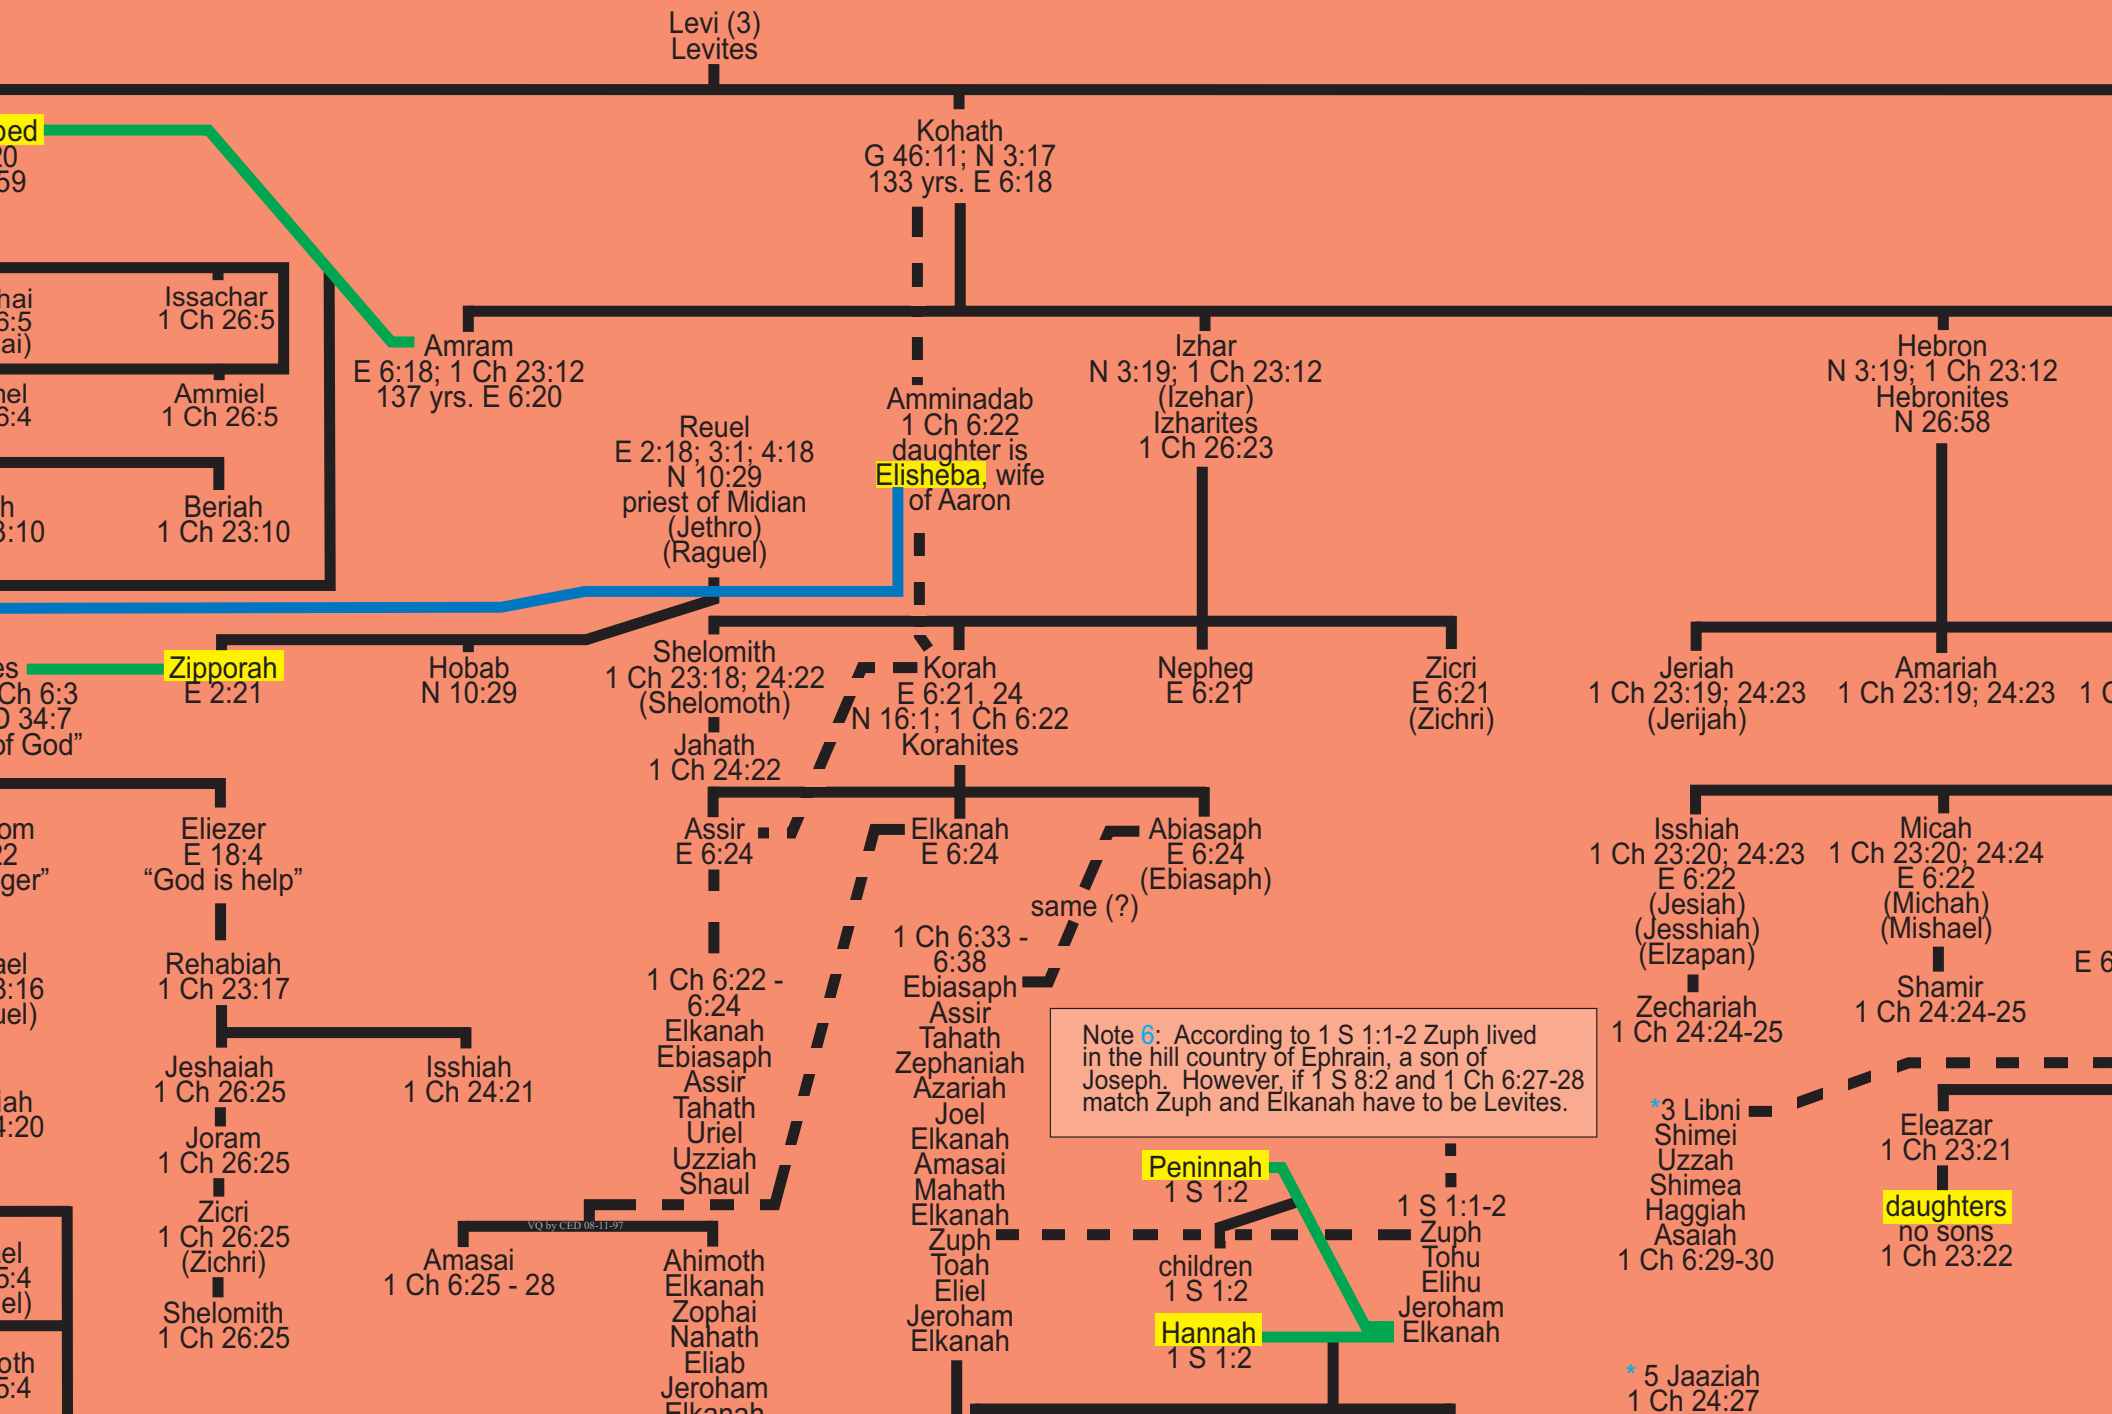 Levi (3)
Levites
Kohath
G 46:11; N 3:17
133 yrs. E 6:18
Issachar
1 Ch 26:5
Ammiel
1 Ch 26:5
Beriah
1 Ch 23:10
Amram
E 6:18; 1 Ch 23:12
137 yrs. E 6:20
Reuel
E 2:18; 3:1; 4:18
N 10:29
priest of Midian
(Jethro)
(Raguel)
Amminadab
1 Ch 6:22
daughter is
Elisheba, wife
of Aaron
Izhar
N 3:19; 1 Ch 23:12
(Izehar)
Izharites
1 Ch 26:23
Hebron
N 3:19; 1 Ch 23:12
Hebronites
N 26:58
Ch 6:3
34:7
of God”
Zipporah
E 2:21
Hobab
N 10:29
Shelomith
1 Ch 23:18; 24:22
(Shelomoth)
Jahath
1 Ch 24:22
Korah
E 6:21, 24
N 16:1; 1 Ch 6:22
Korahites
Nepheg
E 6:21
Zicri
E 6:21
(Zichri)
Jeriah
1 Ch 23:19; 24:23
(Jerijah)
Amariah
1 Ch 23:19; 24:23
Eliezer
E 18:4
“God is help”
Rehabiah
1 Ch 23:17
Jeshaiah
1 Ch 26:25
Isshiah
1 Ch 24:21
Joram
1 Ch 26:25
Zicri
1 Ch 26:25
(Zichri)
Shelomith
1 Ch 26:25
Assir
E 6:24
Elkanah
E 6:24
Abiasaph
E 6:24
(Ebiasaph)
same (?)
1 Ch 6:22 -
6:24
Elkanah
Ebiasaph
Assir
Tahath
Uriel
Uzziah
Shaul
VQ by CED 08-11-97
Amasai
1 Ch 6:25 - 28
Ahimoth
Elkanah
Zophai
Nahath
Eliab
Jeroham
Elkanah
1 Ch 6:33 -
6:38
Ebiasaph
Assir
Tahath
Zephaniah
Azariah
Joel
Elkanah
Amasai
Mahath
Elkanah
Zuph
Toah
Eliel
Jeroham
Elkanah
Note 6: According to 1 S 1:1-2 Zuph lived
in the hill country of Ephrain, a son of
Joseph. However, if 1 S 8:2 and 1 Ch 6:27-28
match Zuph and Elkanah have to be Levites.
Peninnah
1 S 1:2
children
1 S 1:2
Hannah
1 S 1:2
1 S 1:1-2
Zuph
Tohu
Elihu
Jeroham
Elkanah
Isshiah
1 Ch 23:20; 24:23
E 6:22
(Jesiah)
(Jesshiah)
(Elzapan)
Zechariah
1 Ch 24:24-25
Micah
1 Ch 23:20; 24:24
E 6:22
(Michah)
(Mishael)
Shamir
1 Ch 24:24-25
*3 Libni
Shimei
Uzzah
Shimea
Haggiah
Asaiah
1 Ch 6:29-30
Eleazar
1 Ch 23:21
daughters
no sons
1 Ch 23:22
* 5 Jaaziah
1 Ch 24:27